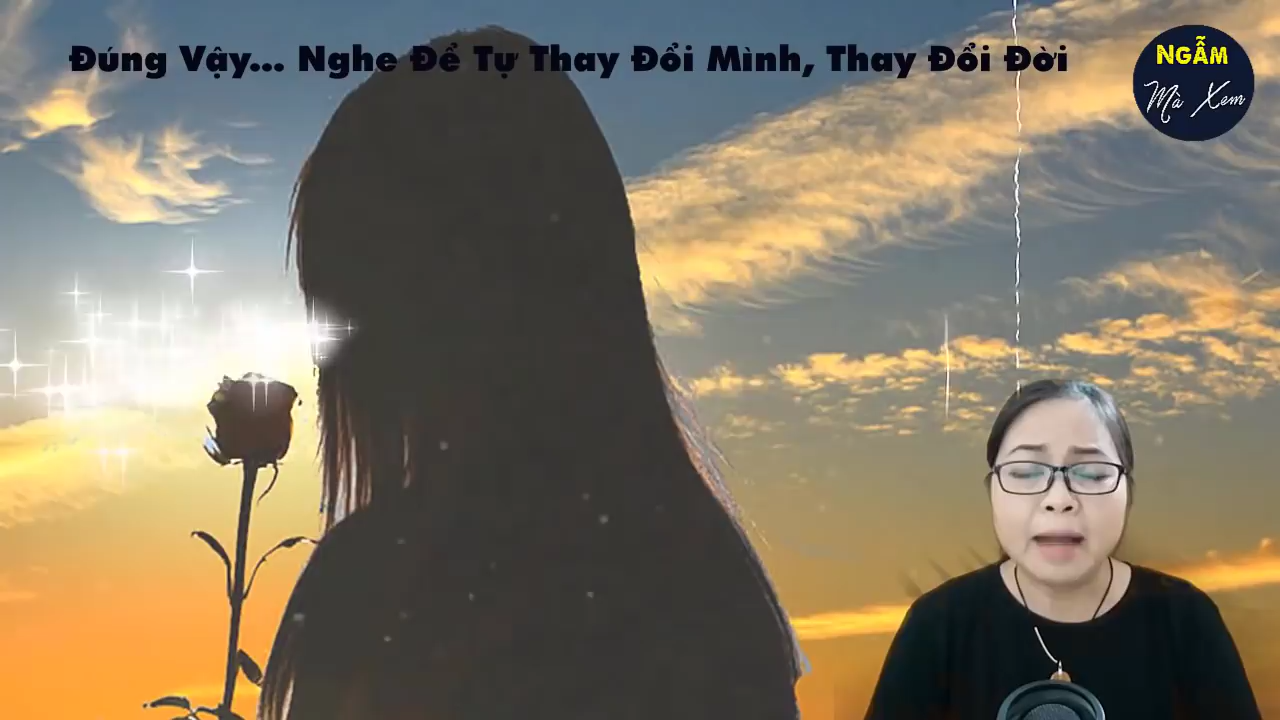 Đúng Vậy... Nghe Để Tự Thay Đổi Mình, Thay Đổi Đời
NGẪM
Mà Xem